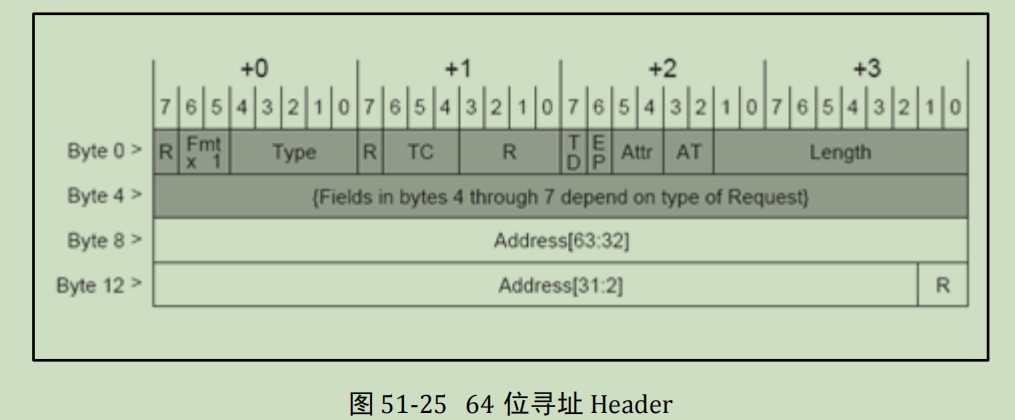 +0 +1 +2 +3
7 6 5 4 3 2 1 0 7 6 5 4 3 2 1 0 7 6 5 4 3 2 1 0 7 6 5 4 3 2 1 0
Byte 0 > R Fmt x 1 Type R TC R TD EP Attr AT Length
Byte 4 > {Fields in bytes 4 through 7 depend on type of Request}
Byte 8 > Address[63:32]
Byte 12 > Address[31:2] R
图 51-25 64 位寻址 Header